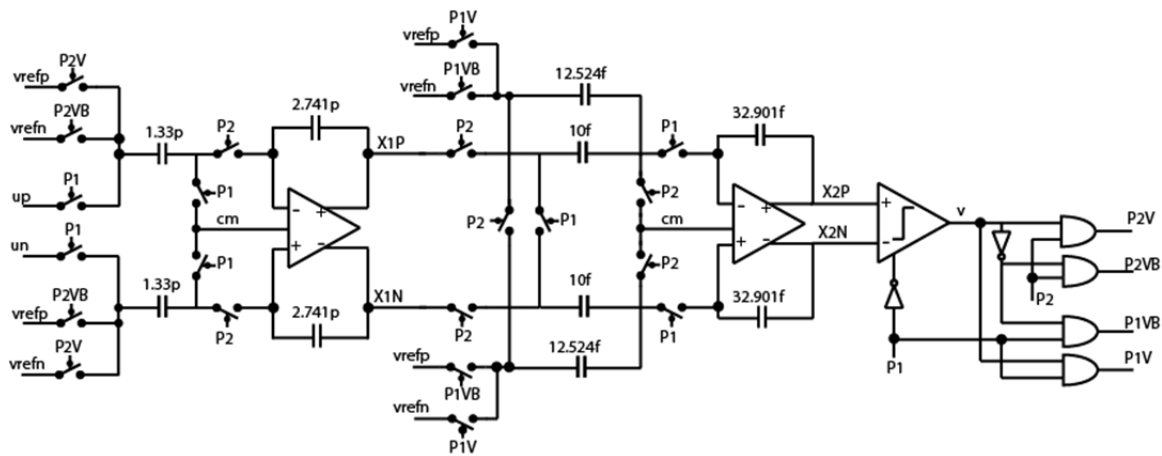 P1V
vrefp
P1VB
vrefn
P2V
vrefp
P2VB
vrefn
1.33p
P1
up
P2
P1
cm
P1
un
P1
P2VB
vrefp
P2V
vrefn
1.33p
P2
2.741p
X1P
X1N
2.741p
P2
12.524f
10f
P2
P1
P2
cm
P2
10f
P2
12.524f
vrefp
P1VB
vrefn
P1V
P1
32.901f
X2P
X2N
32.901f
P1
v
P1
P2
P2V
P2VB
P1VB
P1V